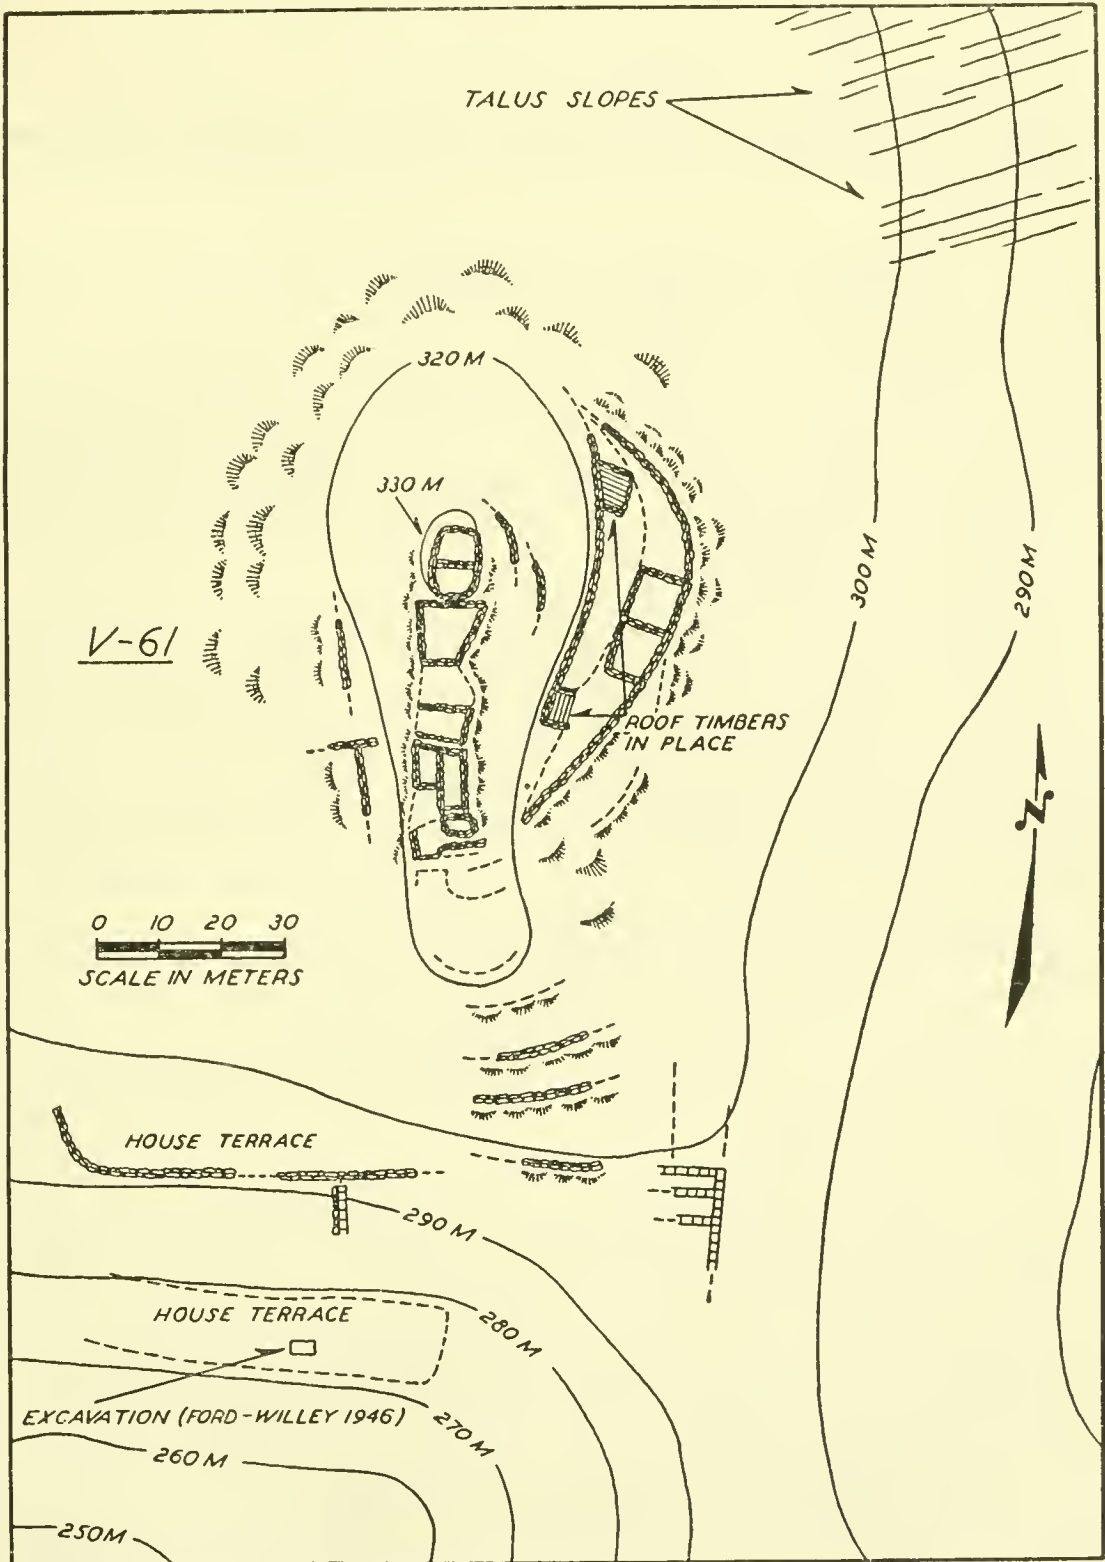 TALUS SLOPES
320 M
330 M
300 M
290 M
V-61
ROOF TIMBERS
IN PLACE
N
0 10 20 30
SCALE IN METERS
HOUSE TERRACE
290 M
HOUSE TERRACE
280 M
EXCAVATION (FORD-WILLEY 1946)
270 M
260 M
250 M